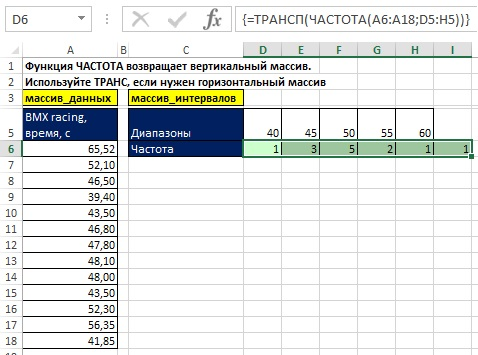 D6 {=ТРАНСП(ЧАСТОТА(A6:A18;D5:H5))}
A B C D E F G H I
1 Функция ЧАСТОТА возвращает вертикальный массив.
2 Используйте ТРАНС, если нужен горизонтальный массив
3 массив_данных массив_интервалов
BMX racing,
5 время, с Диапазоны 40 45 50 55 60
6 65,52 Частота 1 3 5 2 1 1
7 52,10
8 46,50
9 39,40
10 43,50
11 46,80
12 47,80
13 48,10
14 48,00
15 43,50
16 52,30
17 56,35
18 41,85